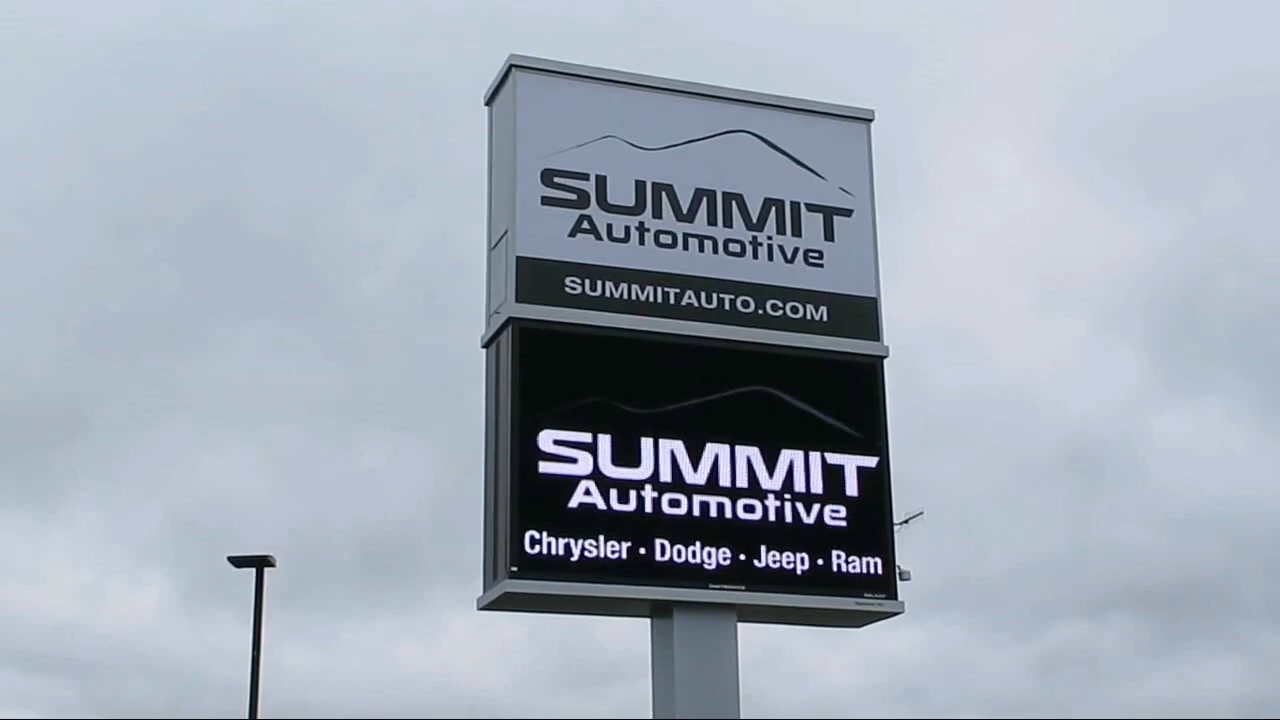 SUMMIT
Automotive
SUMMITAUTO.COM
SUMMIT
Automotive
Chrysler · Dodge · Jeep · Ram